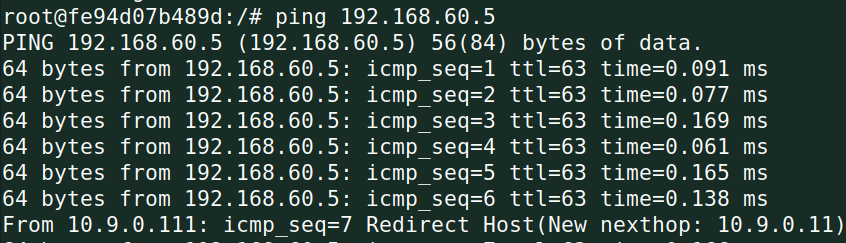 root@fe94d07b489d:/# ping 192.168.60.5
PING 192.168.60.5 (192.168.60.5) 56(84) bytes of data.
64 bytes from 192.168.60.5: icmp_seq=1 ttl=63 time=0.091 ms
64 bytes from 192.168.60.5: icmp_seq=2 ttl=63 time=0.077 ms
64 bytes from 192.168.60.5: icmp_seq=3 ttl=63 time=0.169 ms
64 bytes from 192.168.60.5: icmp_seq=4 ttl=63 time=0.061 ms
64 bytes from 192.168.60.5: icmp_seq=5 ttl=63 time=0.165 ms
64 bytes from 192.168.60.5: icmp_seq=6 ttl=63 time=0.138 ms
From 10.9.0.111: icmp_seq=7 Redirect Host(New nexthop: 10.9.0.11)